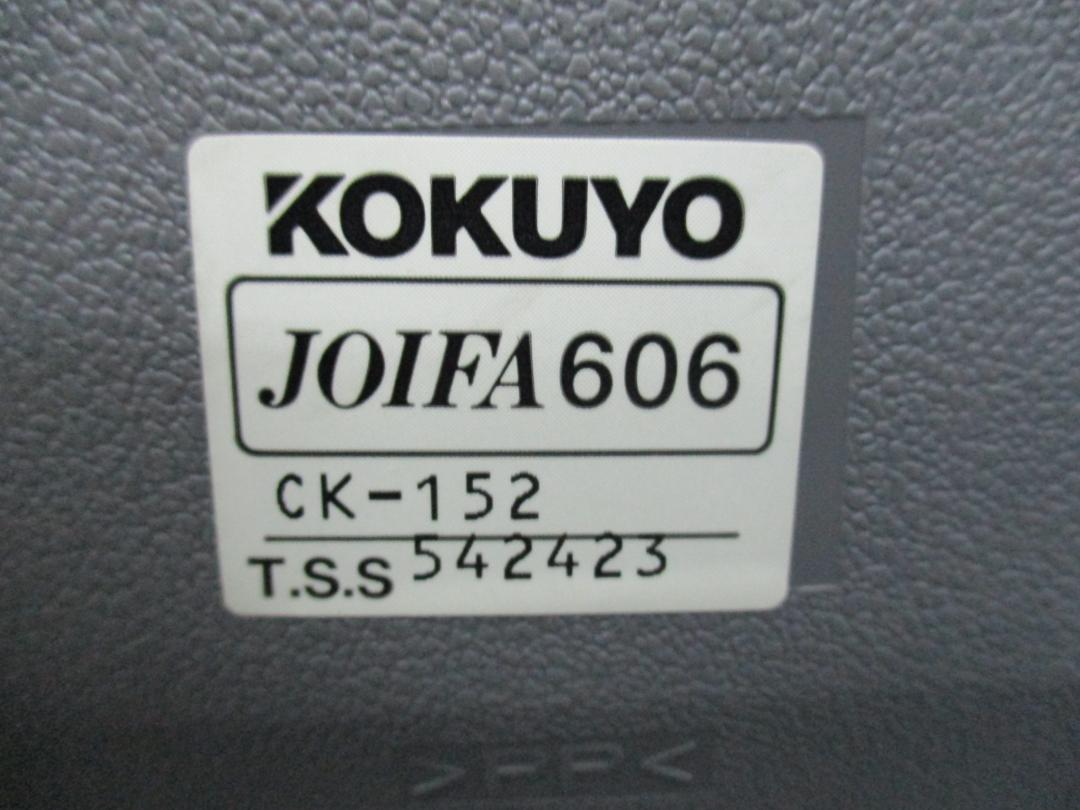 KOKUYO
JOIFA 606
CK-152
T.S.S 542423
>PP<